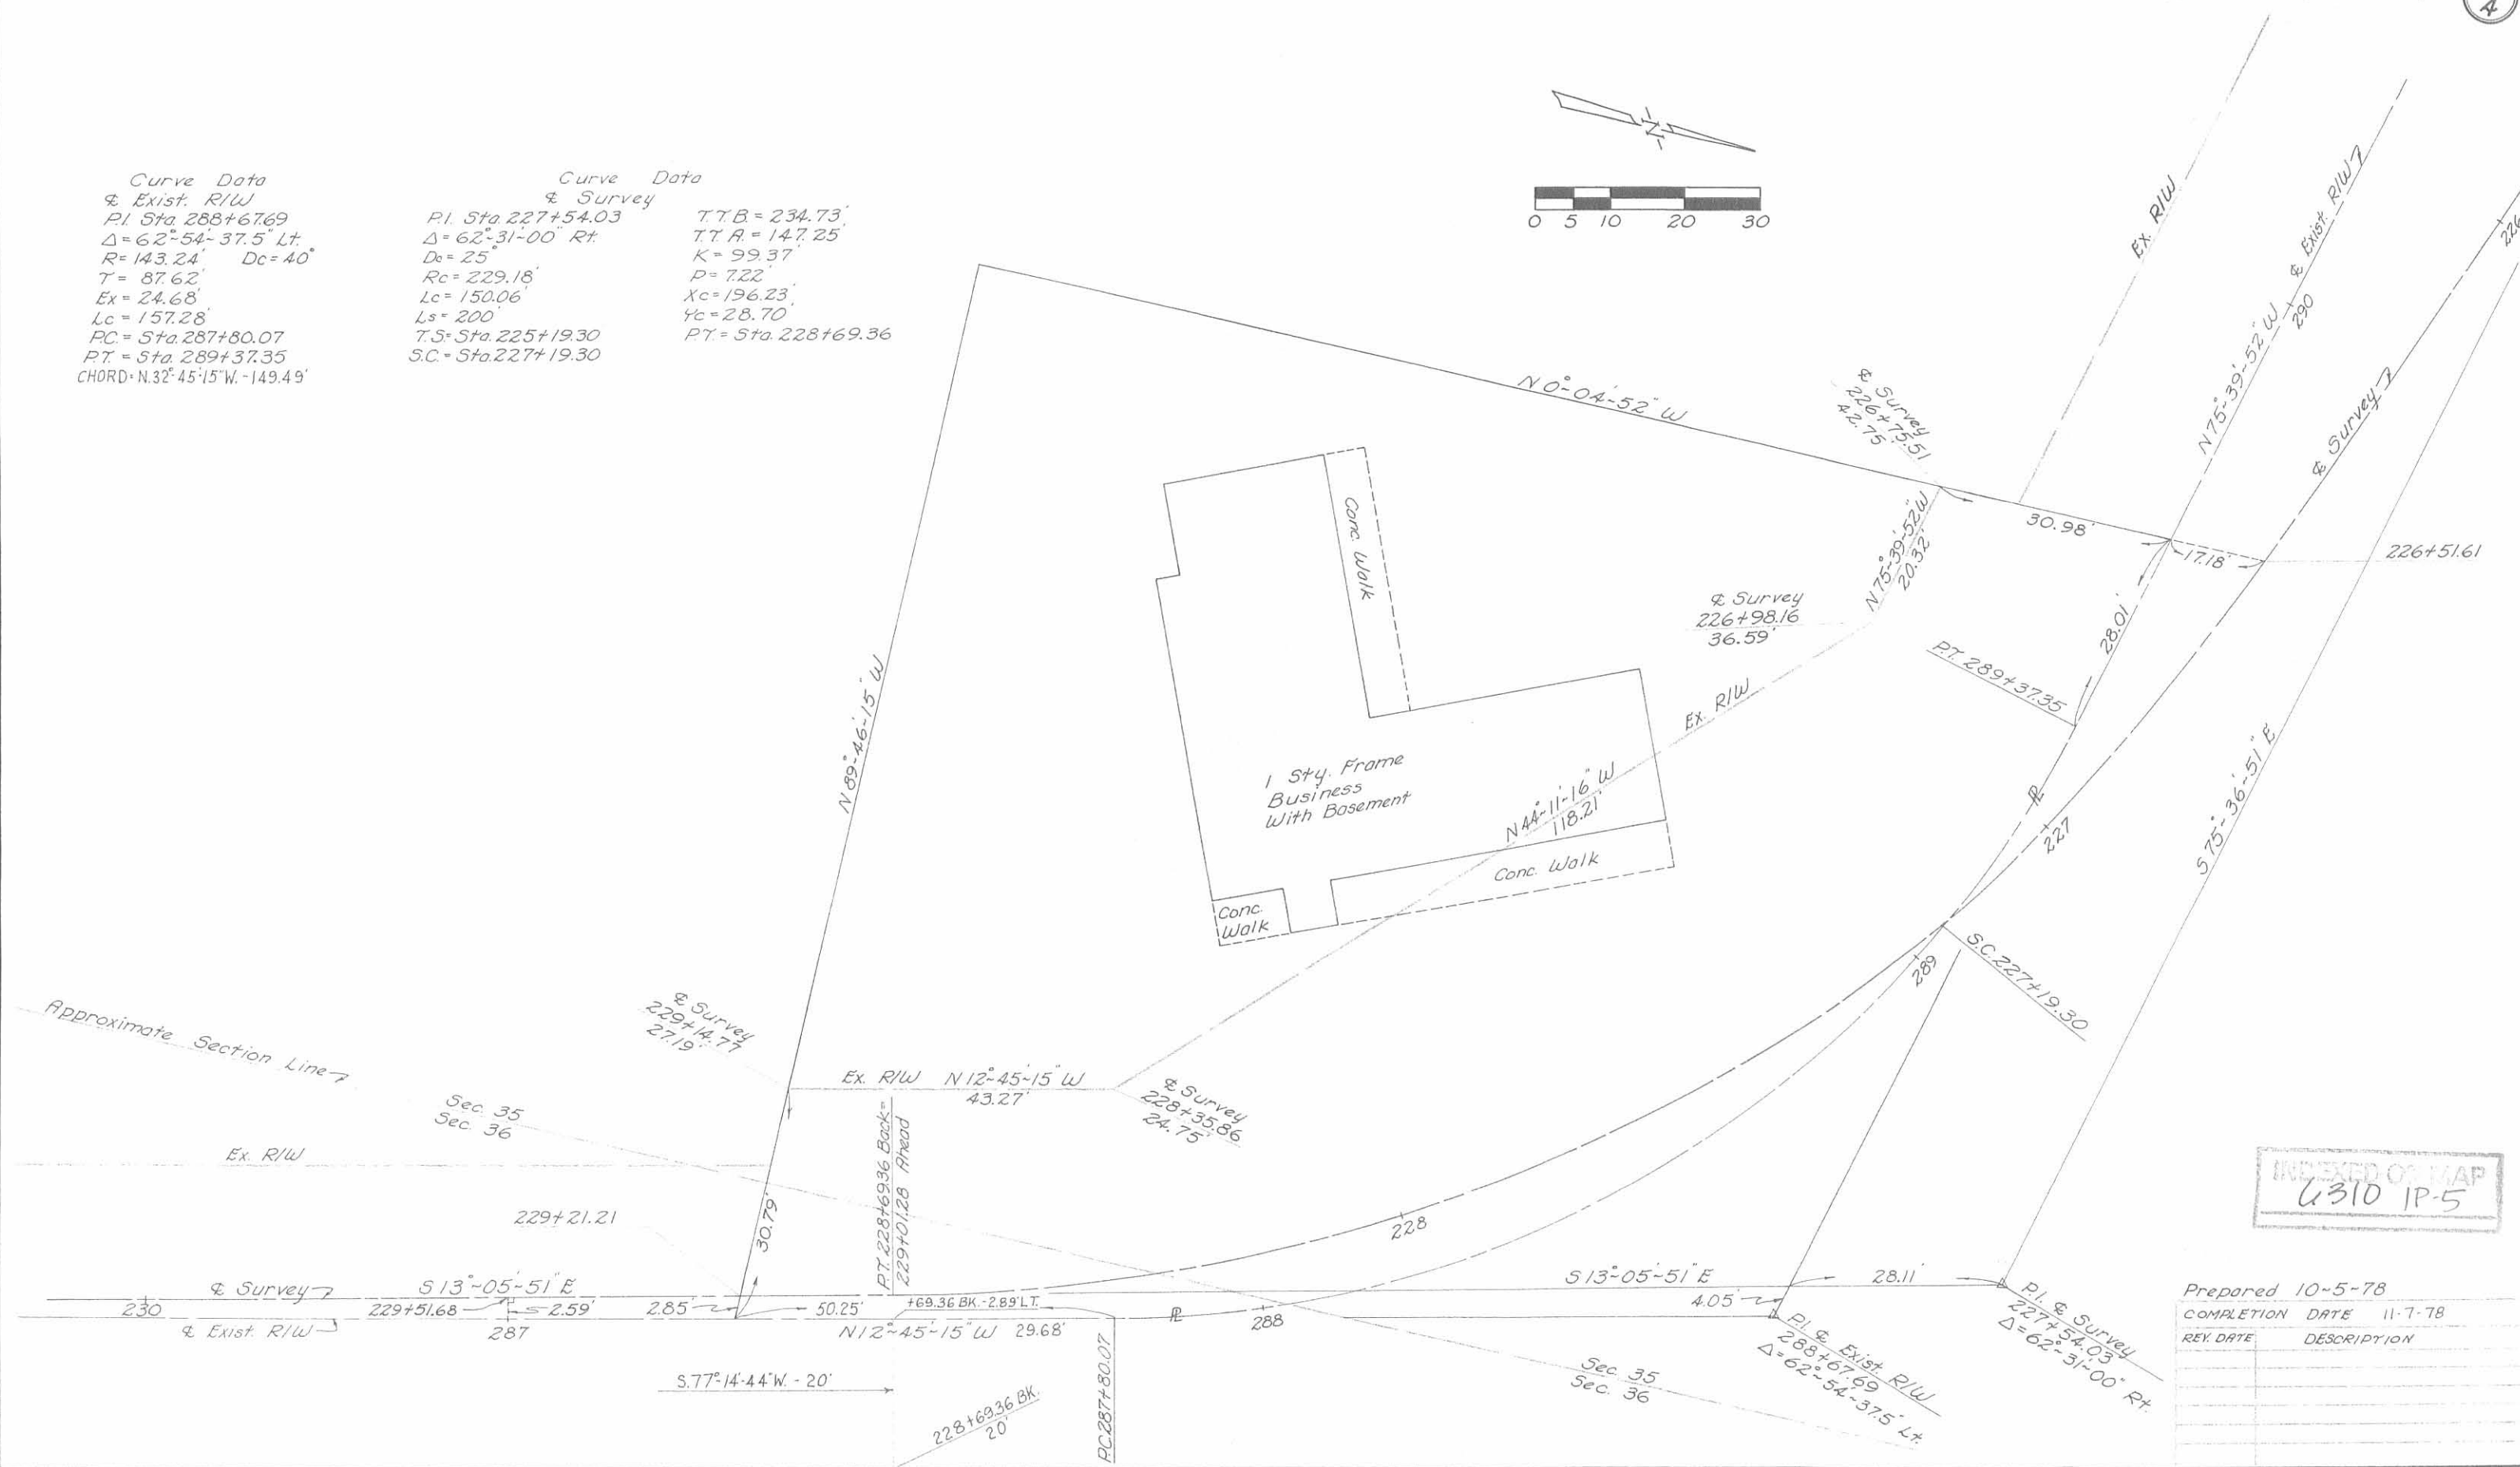 4
Curve Data
℄ Exist. R/W
P.I. Sta. 288+67.69
Δ=62°-54'-37.5" Lt.
R=143.24' Dc=40°
T= 87.62'
Ex=24.68'
Lc=157.28'
P.C.= Sta. 287+80.07
P.T.= Sta. 289+37.35
CHORD=N.32°-45'-15"W.-149.49'
Curve Data
℄ Survey
P.I. Sta. 227+54.03
Δ=62°-31'-00" Rt.
Dc=25°
Rc=229.18'
Lc=150.06'
Ls=200'
T.S.=Sta. 225+19.30
S.C.=Sta. 227+19.30
T.T.B.=234.73'
T.T.A.=147.25'
K=99.37'
P=7.22'
Xc=196.23'
Yc=28.70'
P.T.=Sta. 228+69.36
0 5 10 20 30
N 0°-04'-52" W
℄ Survey
226+75.51
42.75'
Ex. R/W
℄ Exist. R/W
N75°-39'-52" W
290
℄ Survey
226
30.98'
17.18'
226+51.61
N75°-39'-52"W
20.32'
℄ Survey
226+98.16
36.59'
28.01'
P.T. 289+37.35
Conc. Walk
N89°-46'-15" W
Ex. R/W
1 Sty. Frame
Business
With Basement
N44°-11'-16" W
118.21'
Conc. Walk
Conc.
Walk
℄ Survey
229+14.77
27.19'
PL
227
S 75°-36'-51" E
S.C. 227+19.30
289
Approximate Section Line
Sec. 35
Sec. 36
Ex. R/W
Ex. R/W N12°-45'-15" W
43.27'
℄ Survey
228+35.86
24.75'
P.T. 228+69.36 Back=
229+01.28 Ahead
30.79'
229+21.21
228
INDEXED ON MAP
G310 1P-5
℄ Survey
S 13°-05'-51" E
230
229+51.68
2.59'
2.85'
50.25'
+69.36 BK.-2.89'LT.
S 13°-05'-51" E
28.11'
4.05'
℄ Exist. R/W
287
N12°-45'-15" W 29.68'
PL
288
P.I. ℄ Exist. R/W
288+67.69
Δ=62°-54'-37.5" Lt.
P.I. ℄ Survey
227+54.03
Δ=62°-31'-00" Rt.
Sec. 35
Sec. 36
S.77°-14'-44"W.-20'
228+69.36 BK.
20'
P.C. 287+80.07
Prepared 10-5-78
COMPLETION DATE 11-7-78
REV. DATE DESCRIPTION